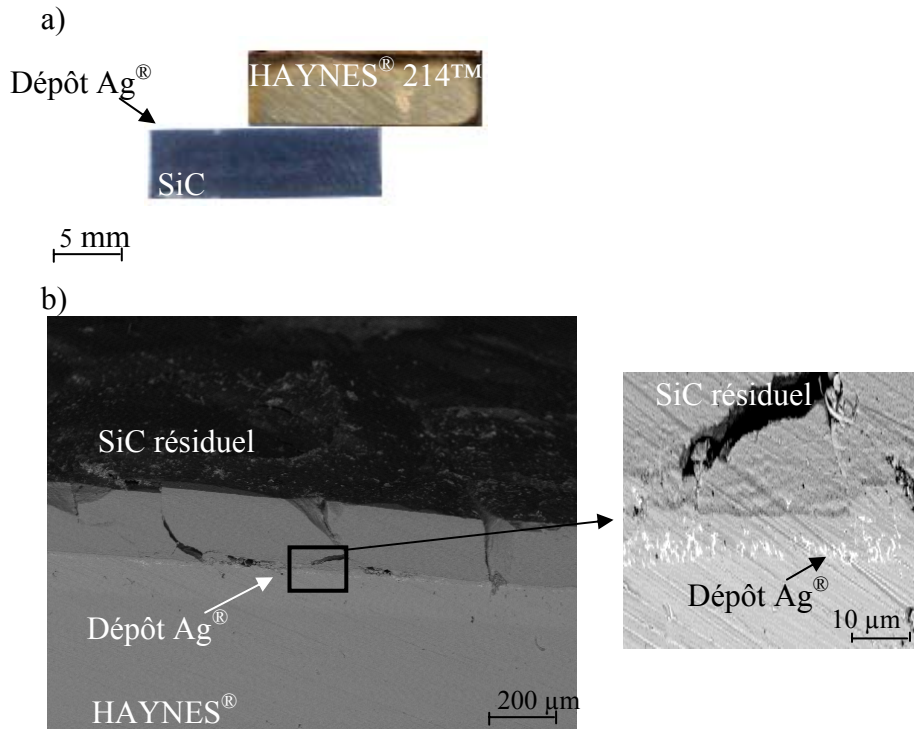 a)
HAYNES® 214™
Dépôt Ag®
SiC
5 mm
b)
SiC résiduel
SiC résiduel
Dépôt Ag®
Dépôt Ag®
10 µm
200 µm
HAYNES®